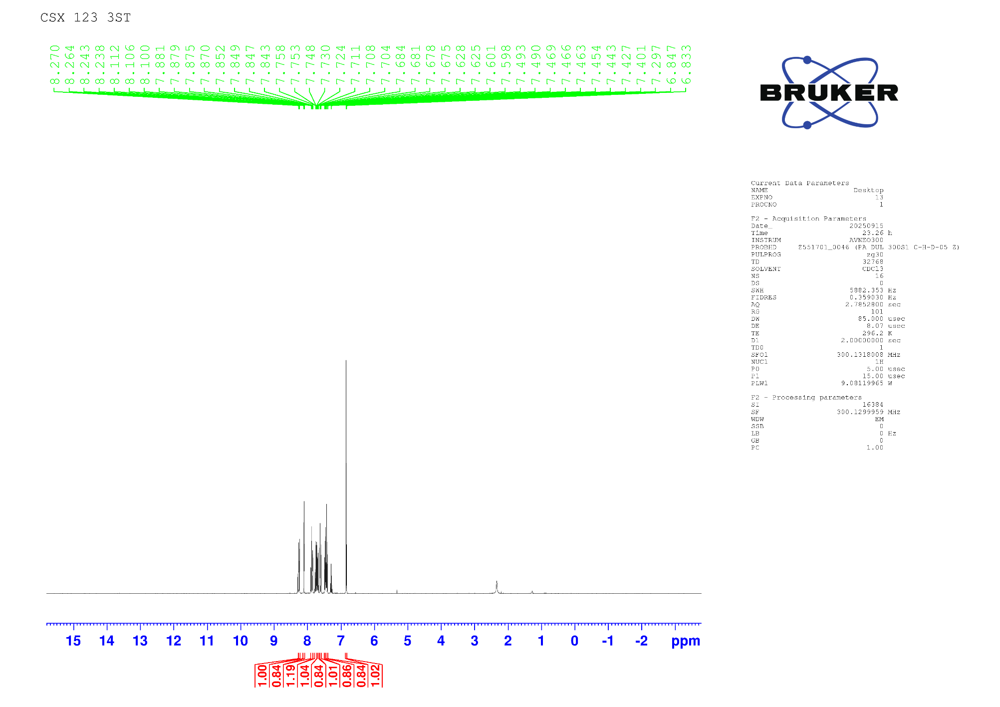 CSX 123 3ST
8.270
8.264
8.243
8.238
8.112
8.106
8.100
7.881
7.879
7.875
7.870
7.852
7.849
7.847
7.843
7.758
7.753
7.748
7.730
7.724
7.711
7.708
7.704
7.684
7.681
7.678
7.675
7.628
7.625
7.601
7.598
7.493
7.490
7.469
7.466
7.463
7.454
7.443
7.427
7.401
7.297
6.847
6.833
BRUKER
Current Data Parameters
NAME Desktop
EXPNO 13
PROCNO 1
F2 - Acquisition Parameters
Date_ 20250915
Time 23.26 h
INSTRUM AVNEO300
PROBHD Z551701_0046 (PA DUL 300S1 C-H-D-05 Z)
PULPROG zg30
TD 32768
SOLVENT CDCl3
NS 16
DS 0
SWH 5882.353 Hz
FIDRES 0.359030 Hz
AQ 2.7852800 sec
RG 101
DW 85.000 usec
DE 8.07 usec
TE 296.2 K
D1 2.00000000 sec
TD0 1
SFO1 300.1318008 MHz
NUC1 1H
P0 5.00 usec
P1 15.00 usec
PLW1 9.08119965 W
F2 - Processing parameters
SI 16384
SF 300.1299959 MHz
WDW EM
SSB 0
LB 0 Hz
GB 0
PC 1.00
15 14 13 12 11 10 9 8 7 6 5 4 3 2 1 0 -1 -2 ppm
1.00
0.84
1.19
1.04
0.84
1.01
0.86
0.84
1.02